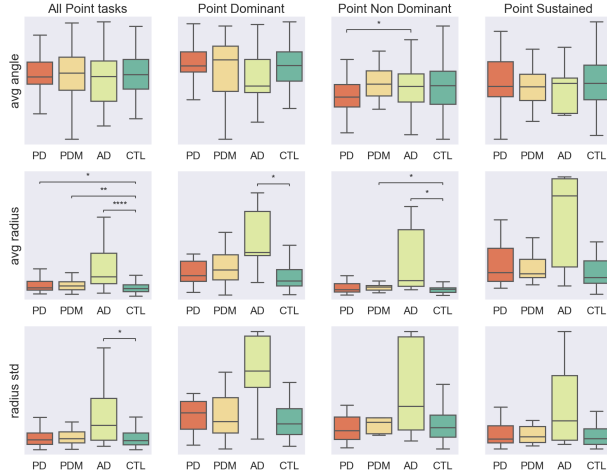 All Point tasks Point Dominant Point Non Dominant Point Sustained
avg angle
*
PD PDM AD CTL PD PDM AD CTL PD PDM AD CTL PD PDM AD CTL
avg radius
* ** **** * * *
PD PDM AD CTL PD PDM AD CTL PD PDM AD CTL PD PDM AD CTL
radius std
*
PD PDM AD CTL PD PDM AD CTL PD PDM AD CTL PD PDM AD CTL